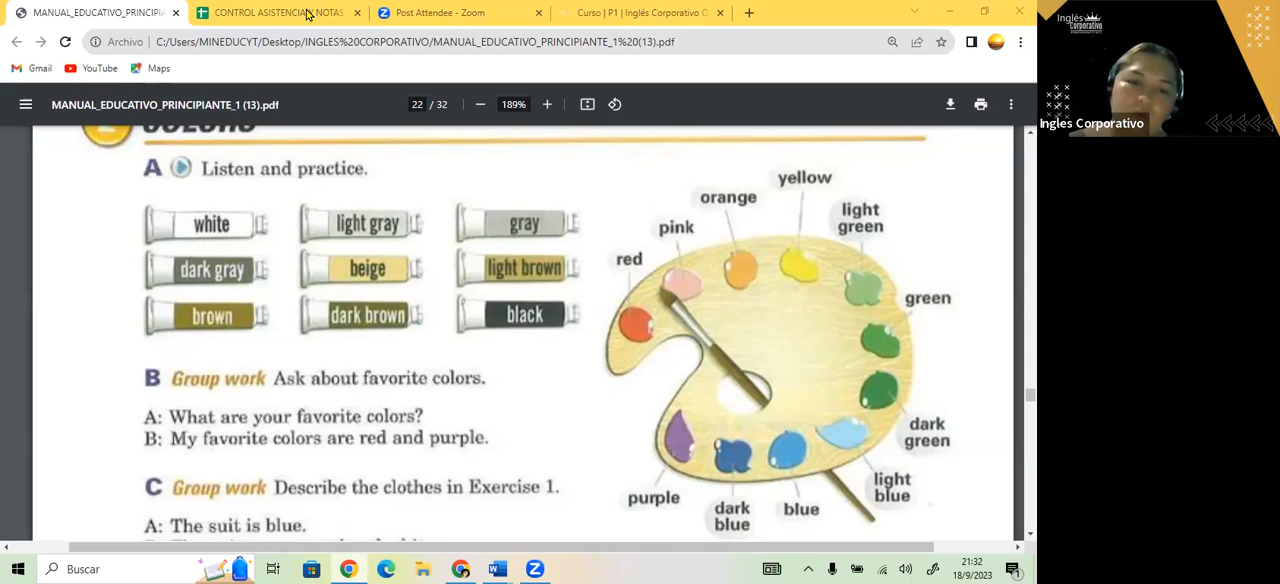 MANUAL_EDUCATIVO_PRINCIPIA
CONTROL ASISTENCIA Y NOTAS
Post Attendee - Zoom
Curso | P1 | Inglés Corporativo
Archivo
C:/Users/MINEDUCYT/Desktop/INGLES%20CORPORATIVO/MANUAL_EDUCATIVO_PRINCIPIANTE_1%20(13).pdf
Gmail
YouTube
Maps
MANUAL_EDUCATIVO_PRINCIPIANTE_1 (13).pdf
22 / 32
189%
Inglés
Corporativo
Ingles Corporativo
A Listen and practice.
white
light gray
gray
dark gray
beige
light brown
brown
dark brown
black
red
pink
orange
yellow
light
green
green
dark
green
light
blue
blue
dark
blue
purple
B Group work Ask about favorite colors.
A: What are your favorite colors?
B: My favorite colors are red and purple.
C Group work Describe the clothes in Exercise 1.
A: The suit is blue.
Buscar
21:32
18/9/2023